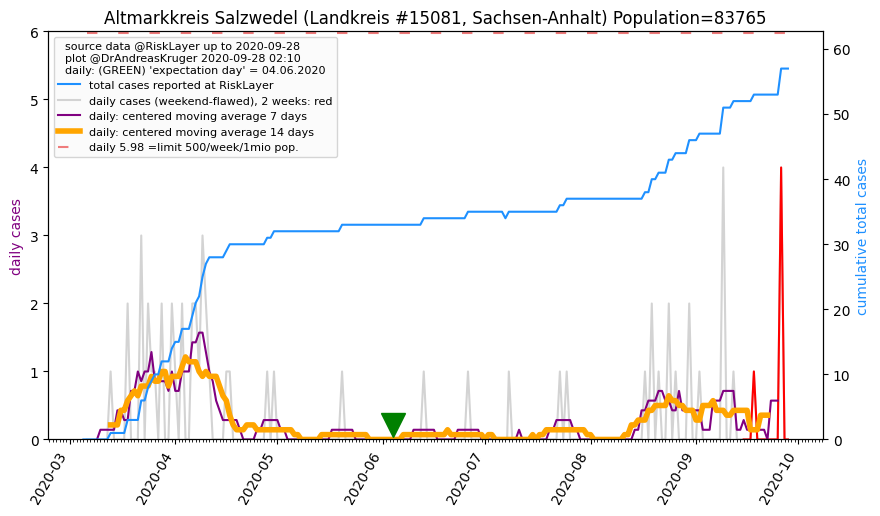 Altmarkkreis Salzwedel (Landkreis #15081, Sachsen-Anhalt) Population=83765
source data @RiskLayer up to 2020-09-28
plot @DrAndreasKruger 2020-09-28 02:10
daily: (GREEN) 'expectation day' = 04.06.2020
total cases reported at RiskLayer
daily cases (weekend-flawed), 2 weeks: red
daily: centered moving average 7 days
daily: centered moving average 14 days
daily 5.98 =limit 500/week/1mio pop.
daily cases
6
5
4
3
2
1
0
cumulative total cases
60
50
40
30
20
10
0
2020-03
2020-04
2020-05
2020-06
2020-07
2020-08
2020-09
2020-10